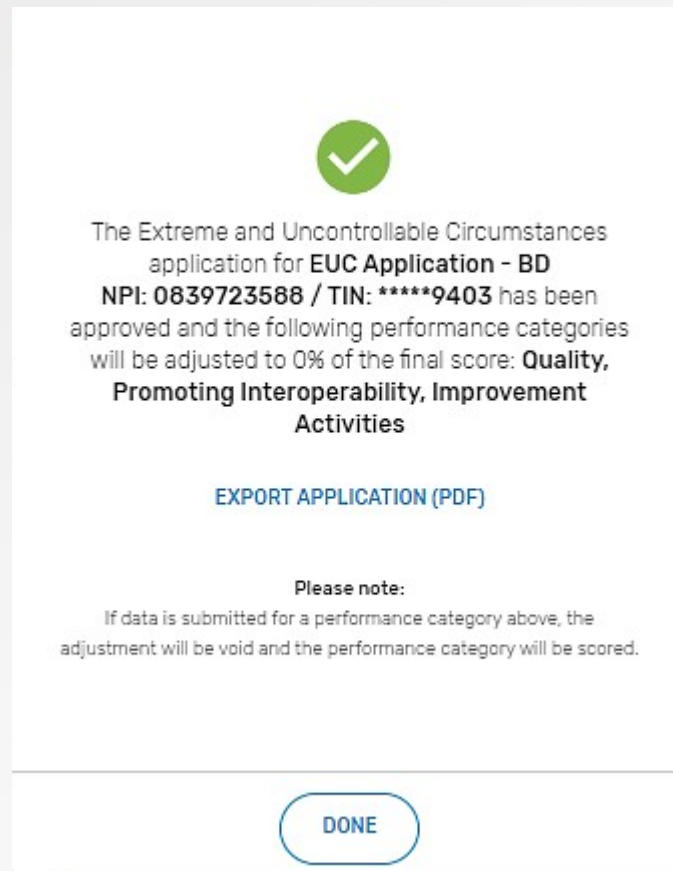 The Extreme and Uncontrollable Circumstances
application for EUC Application - BD
NPI: 0839723588 / TIN: *****9403 has been
approved and the following performance categories
will be adjusted to 0% of the final score: Quality,
Promoting Interoperability, Improvement
Activities
EXPORT APPLICATION (PDF)
Please note:
If data is submitted for a performance category above, the
adjustment will be void and the performance category will be scored.
DONE